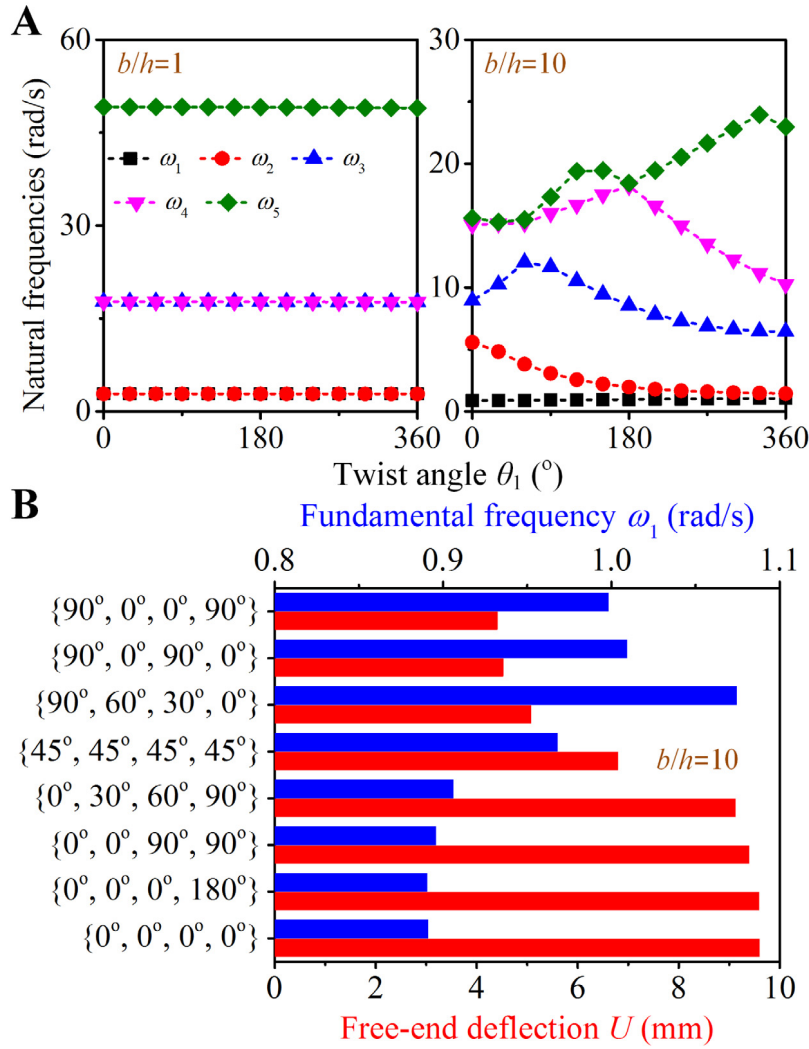 A
Natural frequencies (rad/s)
60
30
0
b/h=1
ω1
ω2
ω3
ω4
ω5
0
180
360
30
20
10
0
b/h=10
0
180
360
Twist angle θ1 (°)
B
Fundamental frequency ω1 (rad/s)
0.8
0.9
1.0
1.1
{90°, 0°, 0°, 90°}
{90°, 0°, 90°, 0°}
{90°, 60°, 30°, 0°}
{45°, 45°, 45°, 45°}
b/h=10
{0°, 30°, 60°, 90°}
{0°, 0°, 90°, 90°}
{0°, 0°, 0°, 180°}
{0°, 0°, 0°, 0°}
0
2
4
6
8
10
Free-end deflection U (mm)